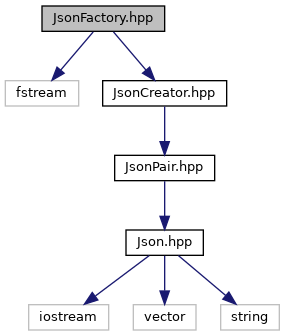 JsonFactory.hpp
fstream
JsonCreator.hpp
JsonPair.hpp
Json.hpp
iostream
vector
string